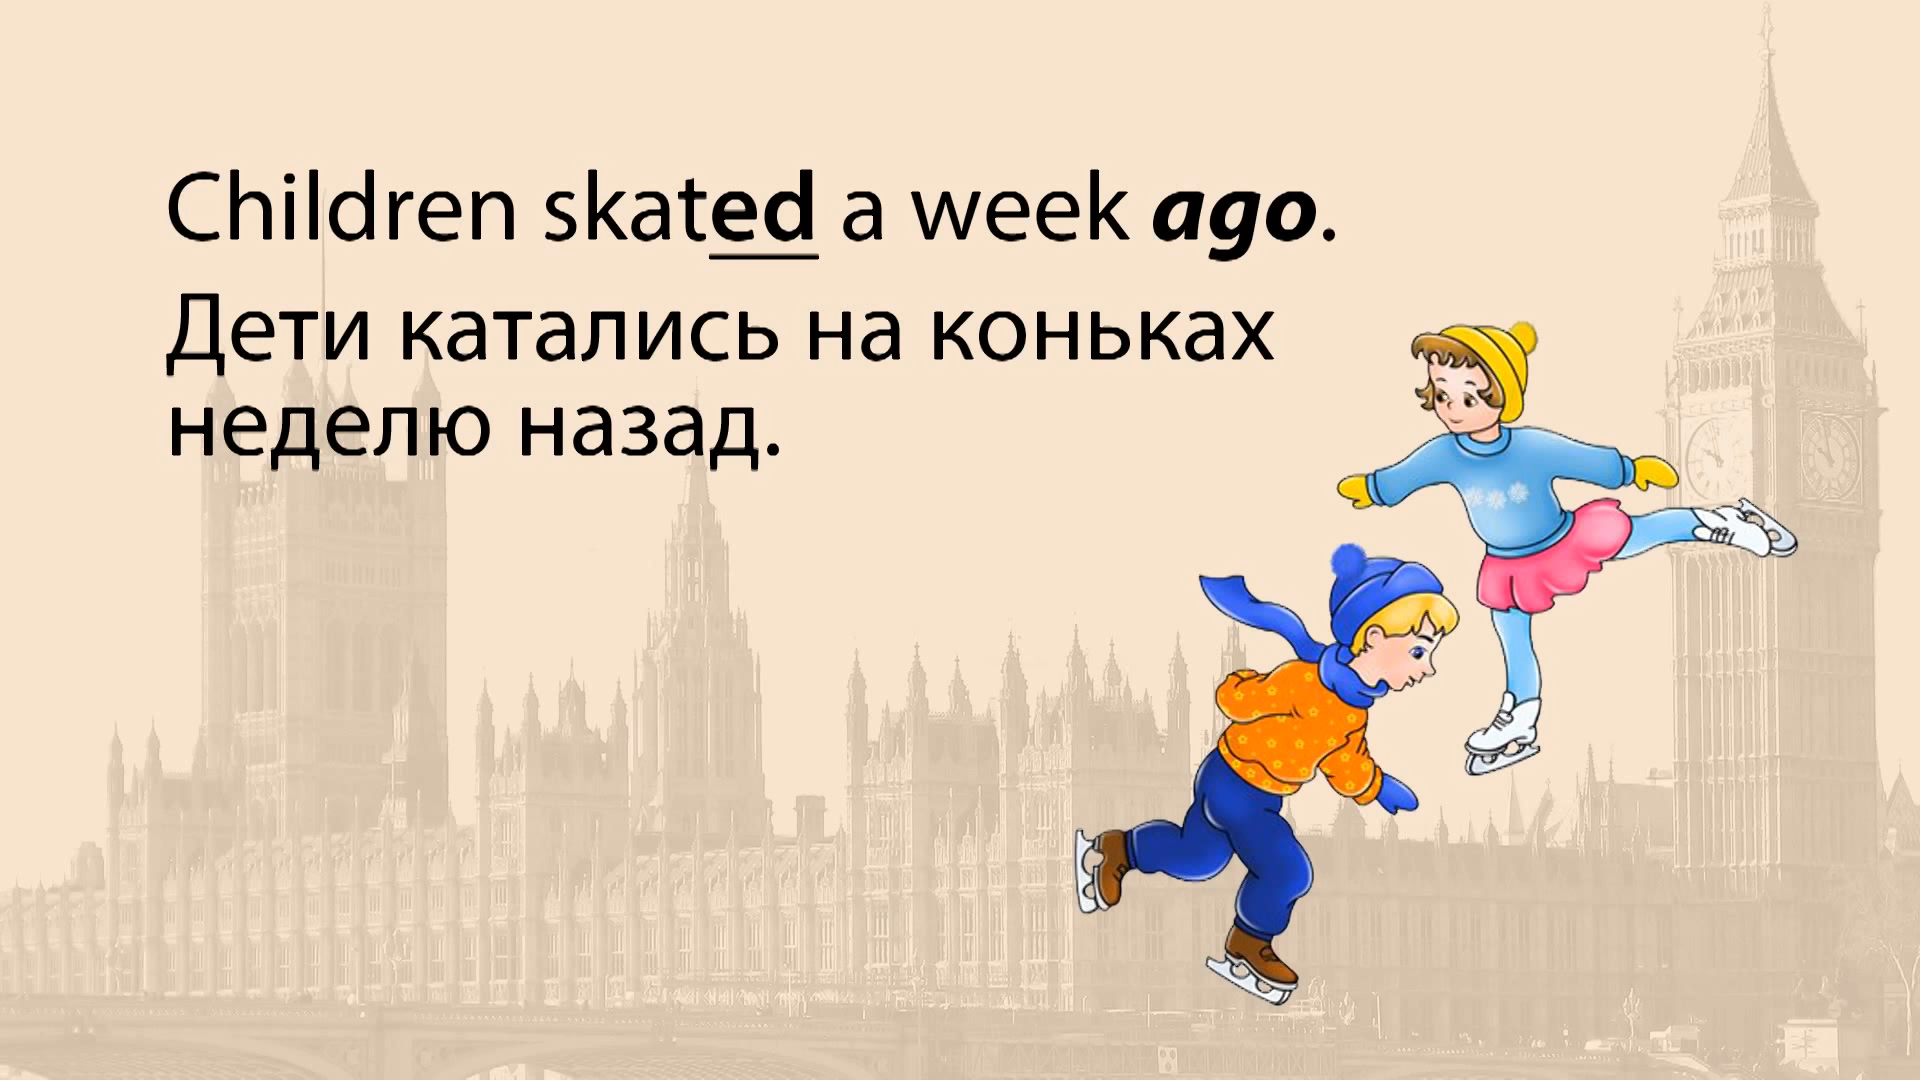 Children skated a week ago.
Дети катались на коньках
неделю назад.